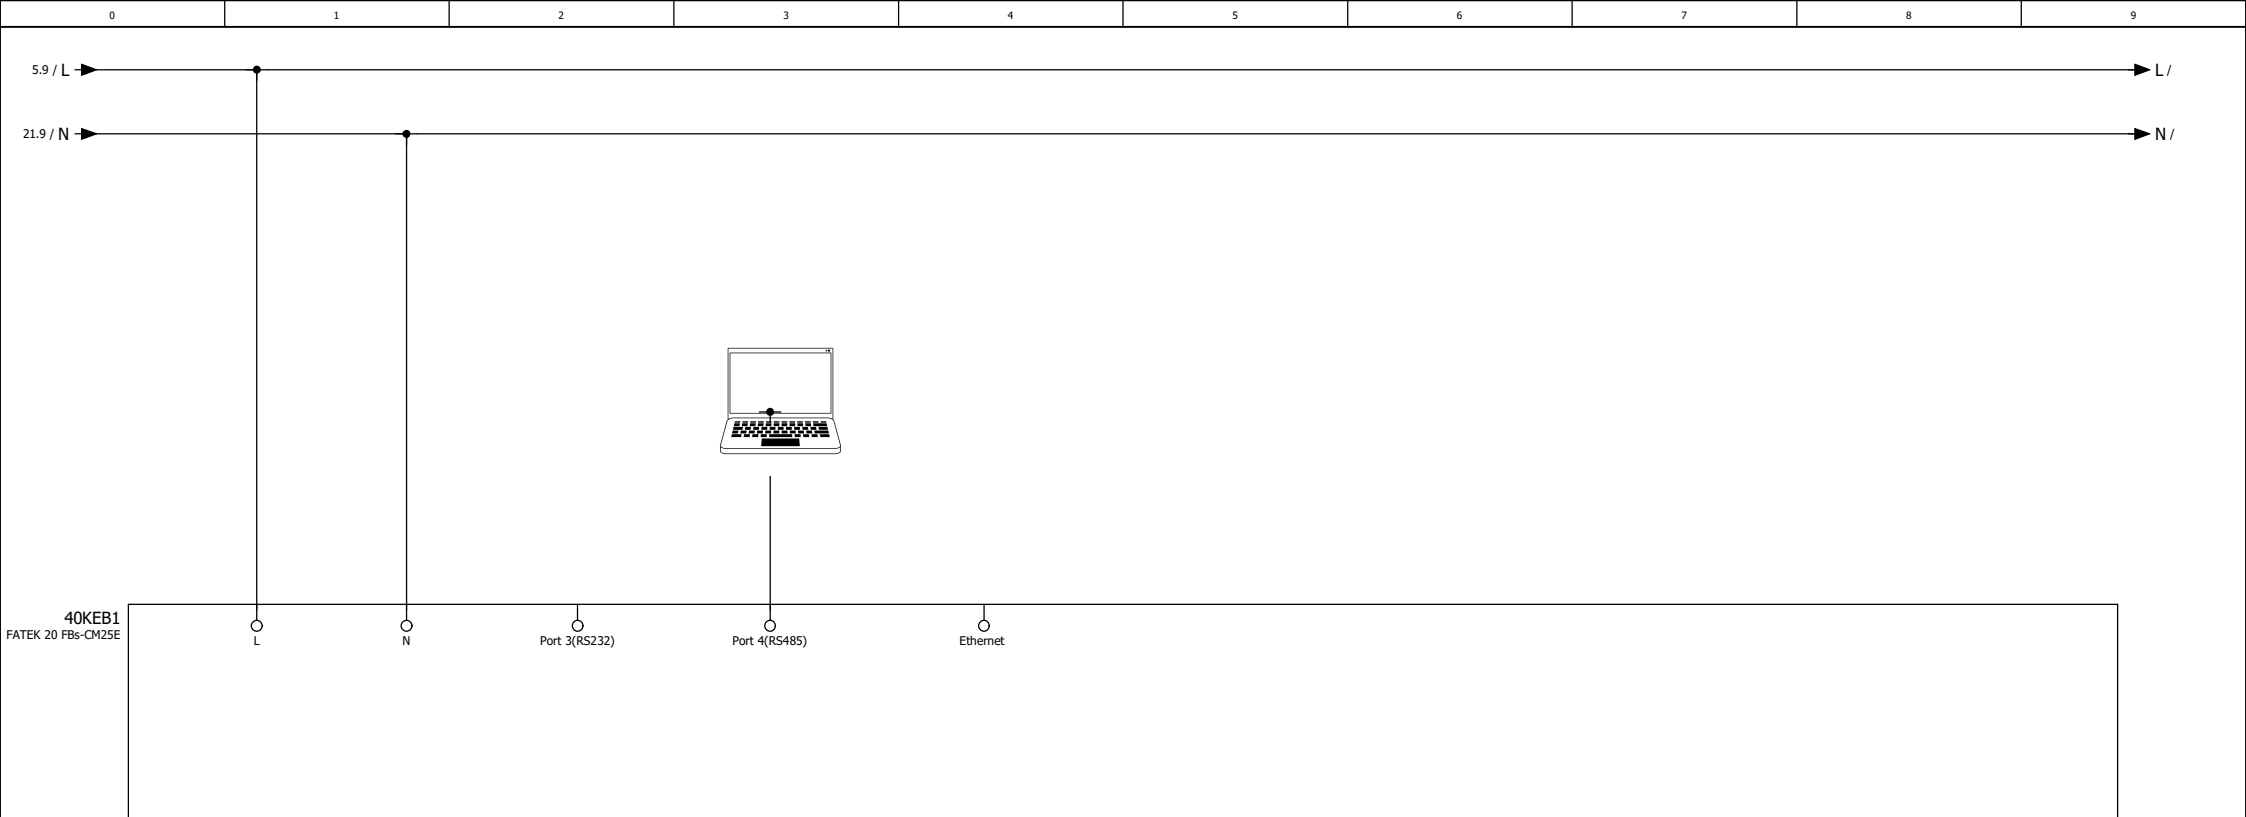 0 1 2 3 4 5 6 7 8 9
5.9 / L L /
21.9 / N N /
40KEB1
FATEK 20 FBs-CM25E
L N Port 3(RS232) Port 4(RS485) Ethernet